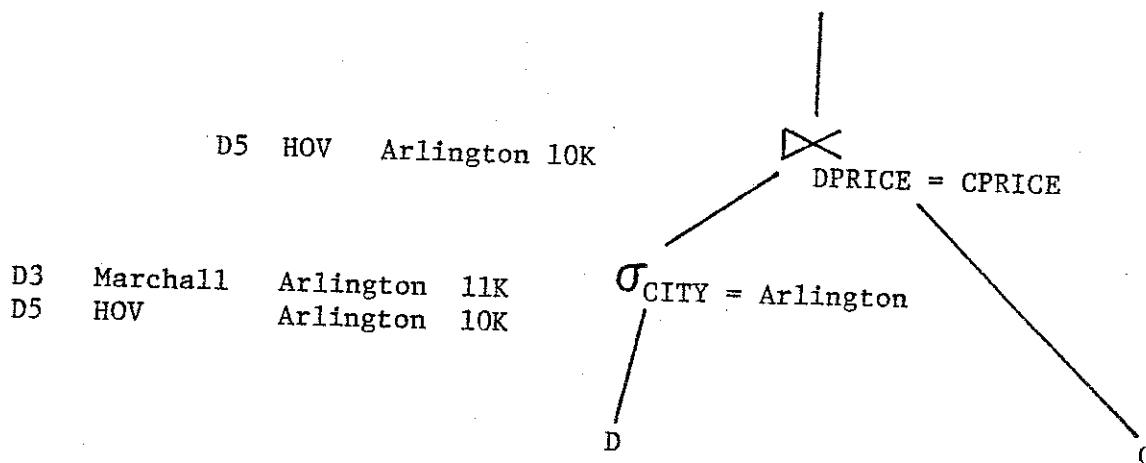 D5 HOV Arlington 10K
DPRICE = CPRICE
D3 Marchall Arlington 11K
D5 HOV Arlington 10K
σCITY = Arlington
D